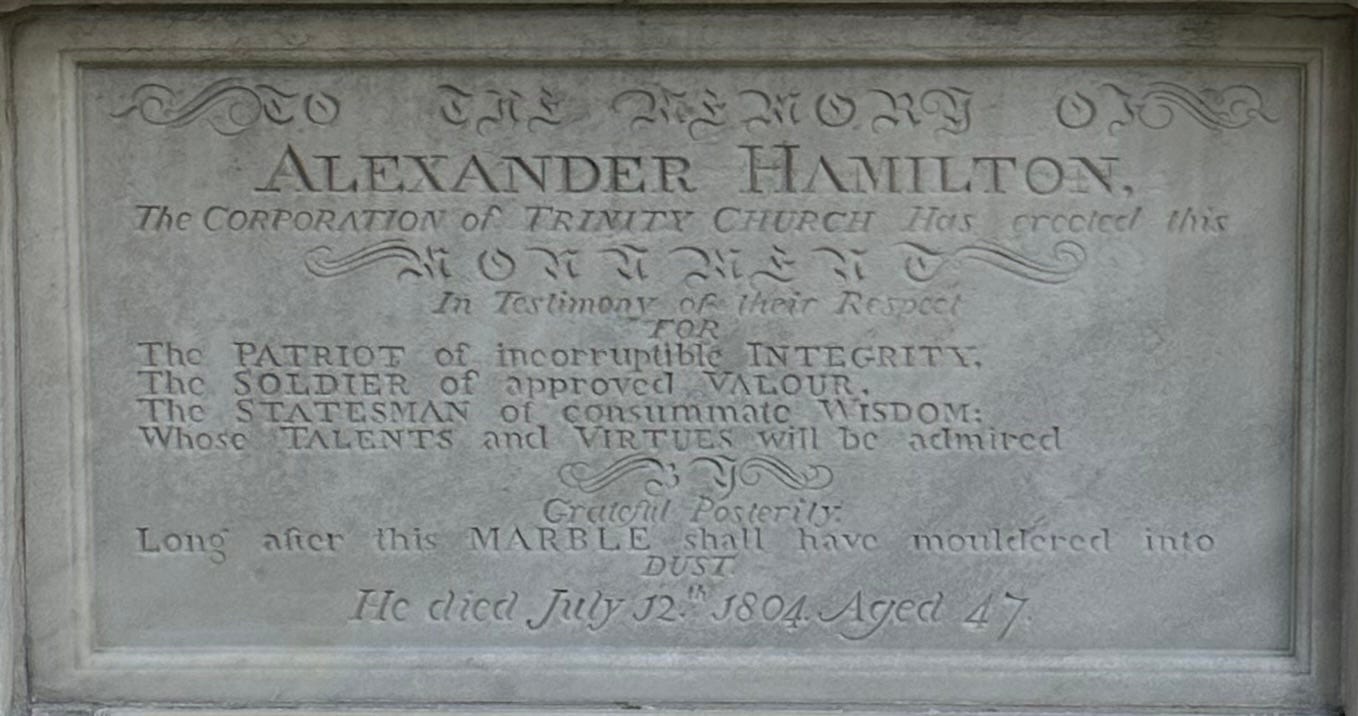 TO THE MEMORY OF
ALEXANDER HAMILTON,
The CORPORATION of TRINITY CHURCH Has erected this
MONUMENT
In Testimony of their Respect
FOR
The PATRIOT of incorruptible INTEGRITY,
The SOLDIER of approved VALOUR,
The STATESMAN of consummate WISDOM;
Whose TALENTS and VIRTUES will be admired
BY
Grateful Posterity
Long after this MARBLE shall have mouldered into
DUST
He died July 12.th 1804. Aged 47.